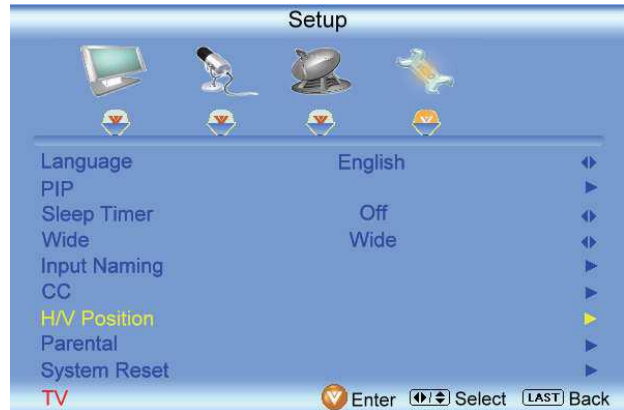 Setup
Language English
PIP
Sleep Timer Off
Wide Wide
Input Naming
CC
H/V Position
Parental
System Reset
TV Enter Select LAST Back